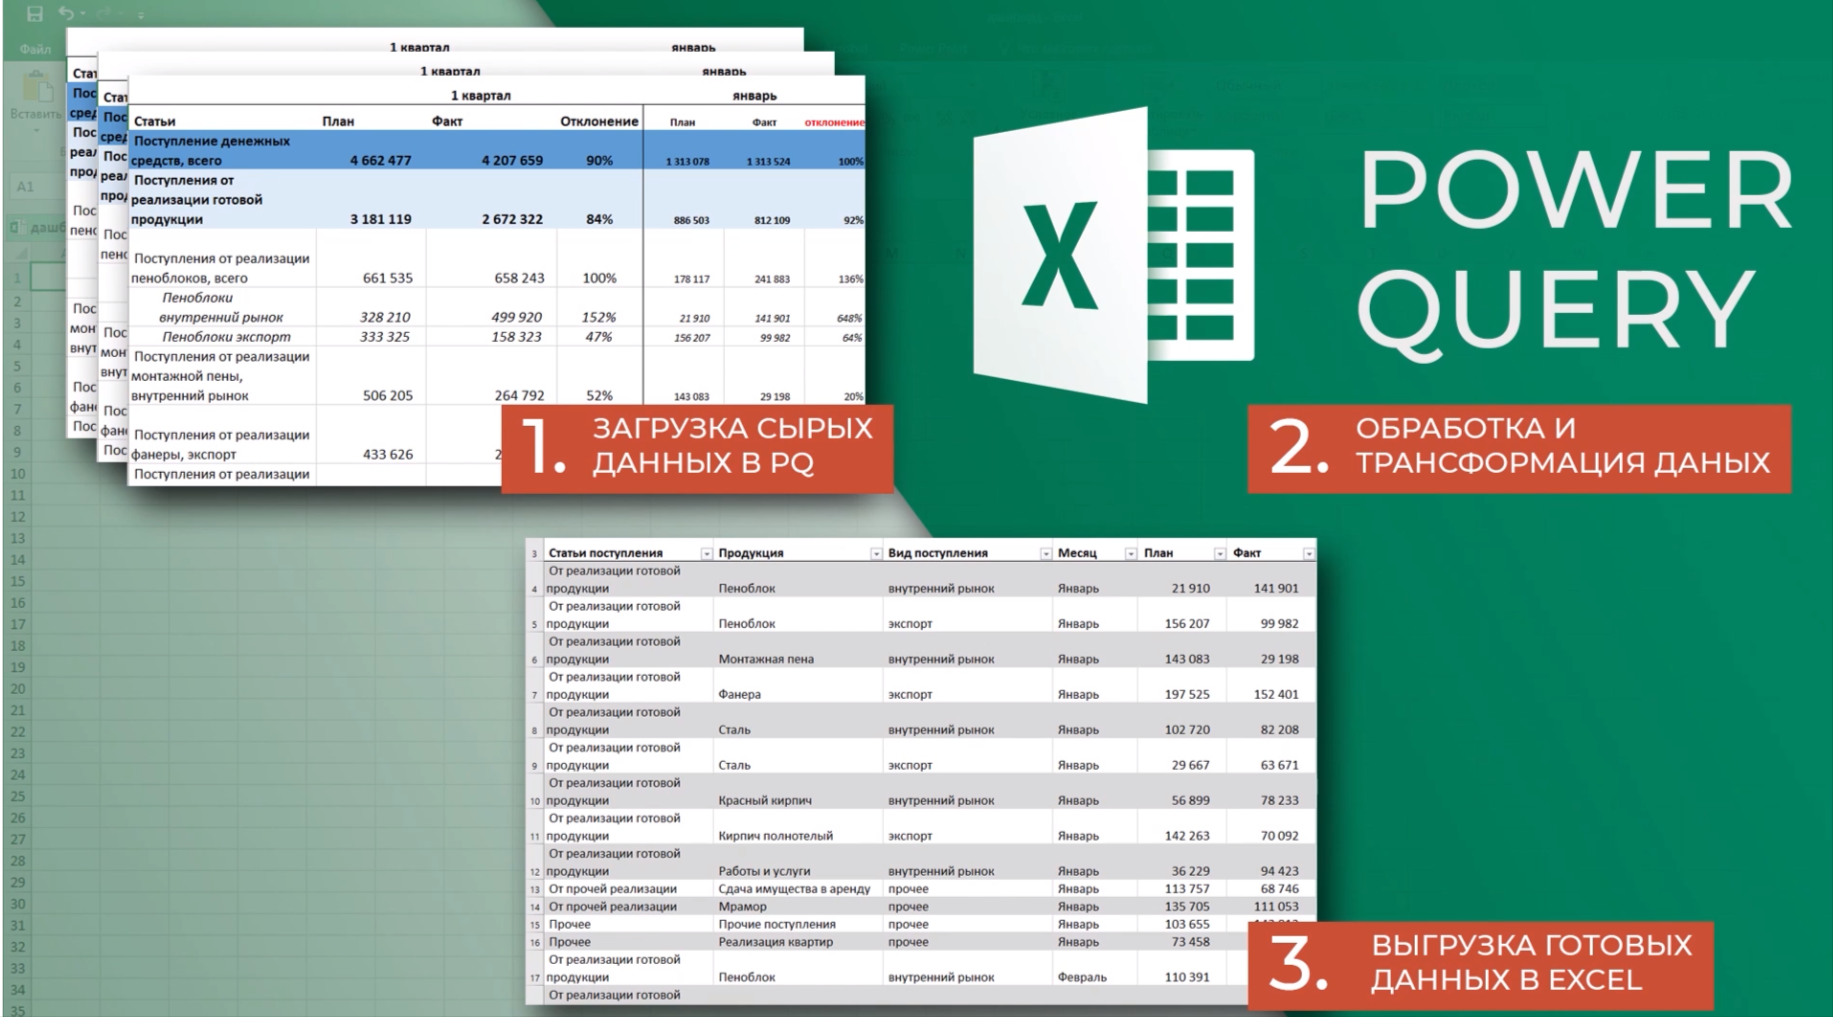 Файл
Вставить
A1
1 квартал январь
1 квартал январь
1 квартал январь
Статьи План Факт Отклонение План Факт отклонение
Поступление денежных
средств, всего 4 662 477 4 207 659 90% 1 313 078 1 313 524 100%
Поступления от
реализации готовой
продукции 3 181 119 2 672 322 84% 886 503 812 109 92%
Поступления от реализации
пеноблоков, всего 661 535 658 243 100% 178 117 241 883 136%
Пеноблоки
внутренний рынок 328 210 499 920 152% 21 910 141 901 648%
Пеноблоки экспорт 333 325 158 323 47% 156 207 99 982 64%
Поступления от реализации
монтажной пены,
внутренний рынок 506 205 264 792 52% 143 083 29 198 20%
Поступления от реализации
фанеры, экспорт 433 626 2
Поступления от реализации
POWER
QUERY
1. ЗАГРУЗКА СЫРЫХ
ДАННЫХ В PQ
2. ОБРАБОТКА И
ТРАНСФОРМАЦИЯ ДАНЫХ
3 Статьи поступления Продукция Вид поступления Месяц План Факт
От реализации готовой
4 продукции Пеноблок внутренний рынок Январь 21 910 141 901
От реализации готовой
5 продукции Пеноблок экспорт Январь 156 207 99 982
От реализации готовой
6 продукции Монтажная пена внутренний рынок Январь 143 083 29 198
От реализации готовой
7 продукции Фанера экспорт Январь 197 525 152 401
От реализации готовой
8 продукции Сталь внутренний рынок Январь 102 720 82 208
От реализации готовой
9 продукции Сталь экспорт Январь 29 667 63 671
От реализации готовой
10 продукции Красный кирпич внутренний рынок Январь 56 899 78 233
От реализации готовой
11 продукции Кирпич полнотелый экспорт Январь 142 263 70 092
От реализации готовой
12 продукции Работы и услуги внутренний рынок Январь 36 229 94 423
13 От прочей реализации Сдача имущества в аренду прочее Январь 113 757 68 746
14 От прочей реализации Мрамор прочее Январь 135 705 111 053
15 Прочее Прочие поступления прочее Январь 103 655
16 Прочее Реализация квартир прочее Январь 73 458
От реализации готовой
17 продукции Пеноблок внутренний рынок Февраль 110 391
От реализации готовой
3. ВЫГРУЗКА ГОТОВЫХ
ДАННЫХ В EXCEL